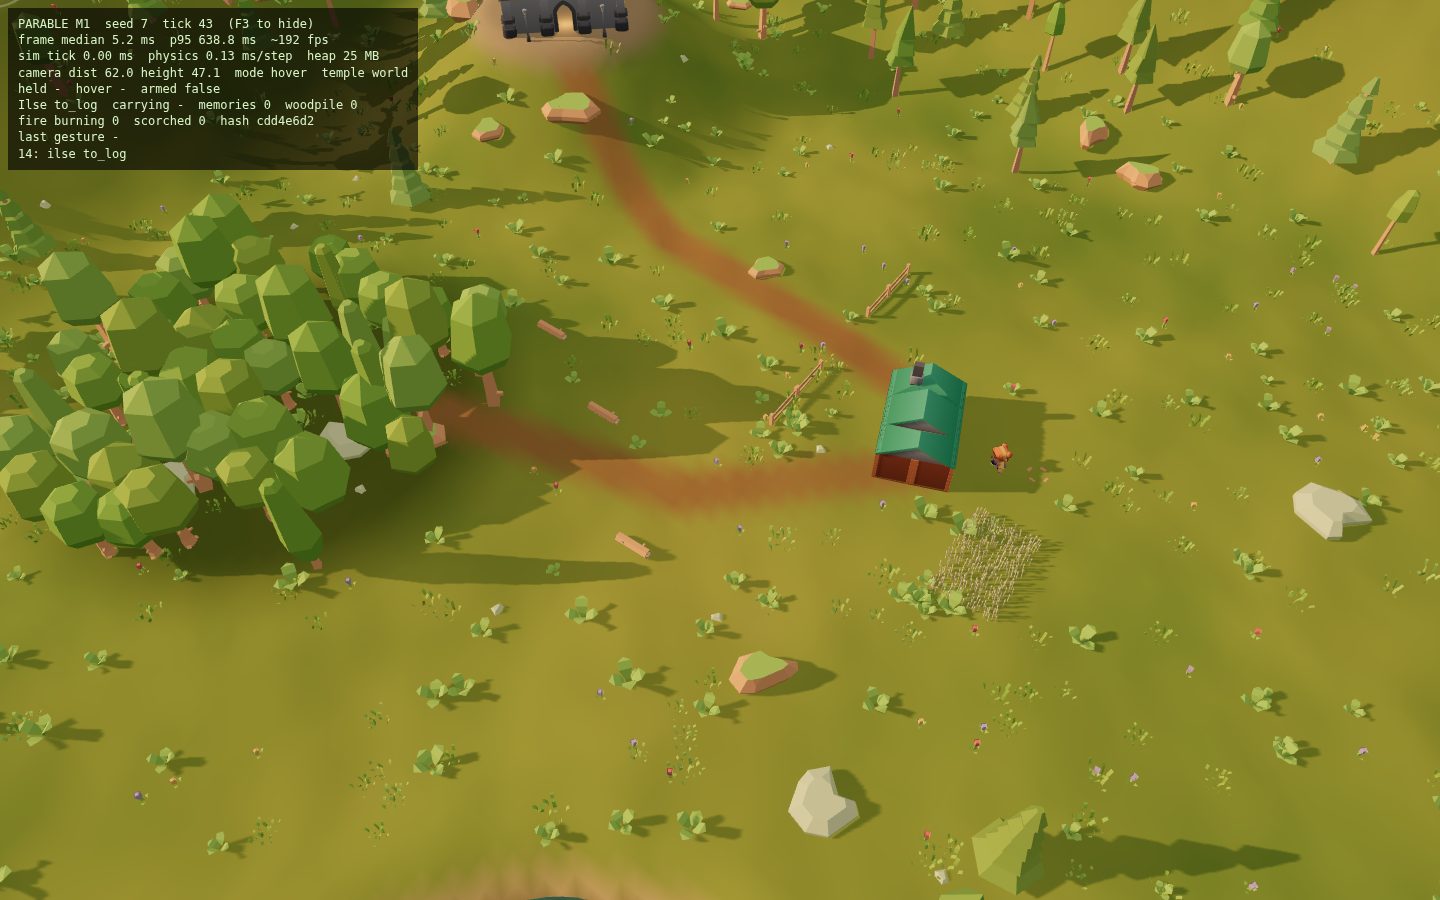 PARABLE M1  seed 7  tick 43  (F3 to hide)
frame median 5.2 ms  p95 638.8 ms  ~192 fps
sim tick 0.00 ms  physics 0.13 ms/step  heap 25 MB
camera dist 62.0 height 47.1  mode hover  temple world
held -  hover -  armed false
Ilse to_log  carrying -  memories 0  woodpile 0
fire burning 0  scorched 0  hash cdd4e6d2
last gesture -
14: ilse to_log